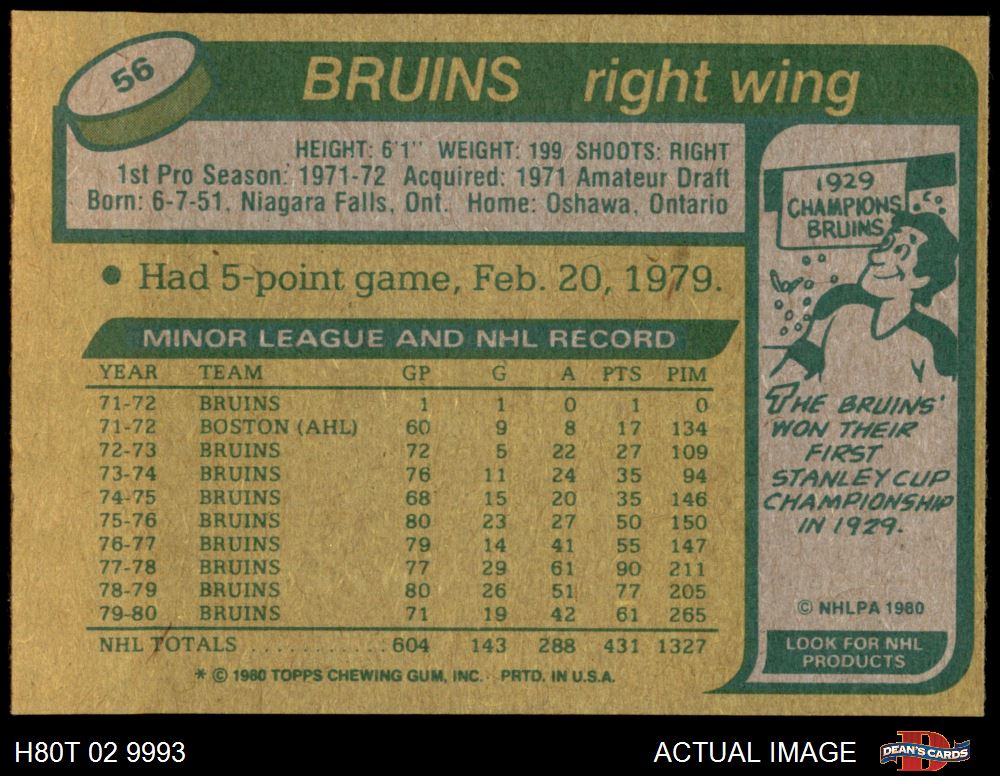 56
BRUINS right wing
HEIGHT: 6'1" WEIGHT: 199 SHOOTS: RIGHT
1st Pro Season: 1971-72 Acquired: 1971 Amateur Draft
Born: 6-7-51, Niagara Falls, Ont. Home: Oshawa, Ontario
• Had 5-point game, Feb. 20, 1979.
MINOR LEAGUE AND NHL RECORD
YEAR TEAM GP G A PTS PIM
71-72 BRUINS 1 1 0 1 0
71-72 BOSTON (AHL) 60 9 8 17 134
72-73 BRUINS 72 5 22 27 109
73-74 BRUINS 76 11 24 35 94
74-75 BRUINS 68 15 20 35 146
75-76 BRUINS 80 23 27 50 150
76-77 BRUINS 79 14 41 55 147
77-78 BRUINS 77 29 61 90 211
78-79 BRUINS 80 26 51 77 205
79-80 BRUINS 71 19 42 61 265
NHL TOTALS ........... 604 143 288 431 1327
* © 1980 TOPPS CHEWING GUM, INC. PRTD. IN U.S.A.
1929
CHAMPIONS
BRUINS
THE BRUINS'
WON THEIR
FIRST
STANLEY CUP
CHAMPIONSHIP
IN 1929.
© NHLPA 1980
LOOK FOR NHL
PRODUCTS
H80T 02 9993
ACTUAL IMAGE
D
DEAN'S CARDS